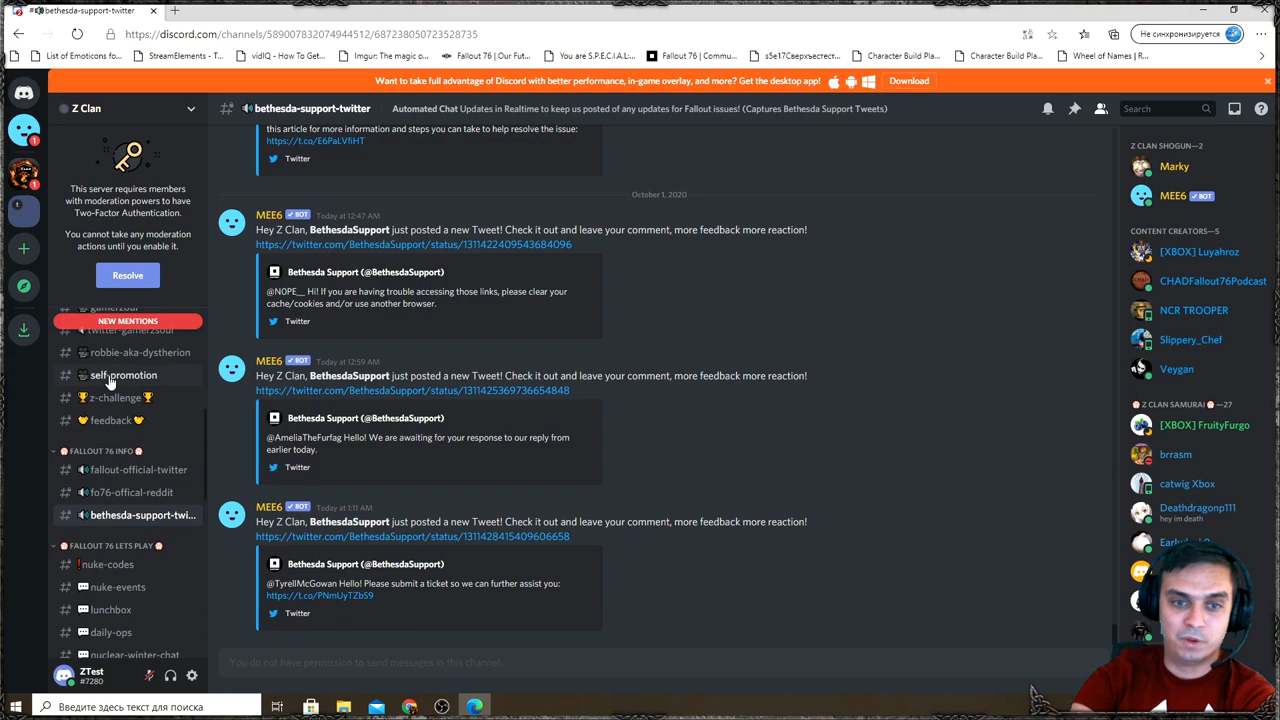 #🔊bethesda-support-twitter
https://discord.com/channels/589007832074944512/687238050723528735
Не синхронизируется
List of Emoticons fo...
StreamElements - ...
vidIQ - How To Get...
Imgur: The magic o...
Fallout 76 | Our Fut...
You are S.P.E.C.I.A.L:...
Fallout 76 | Commu...
s5e17Сверхъестест...
Character Build Pla...
Character Build Pla...
Wheel of Names | R...
Want to take full advantage of Discord with better performance, in-game overlay, and more? Get the desktop app!
Download
Z Clan
bethesda-support-twitter
Automated Chat Updates in Realtime to keep us posted of any updates for Fallout issues! (Captures Bethesda Support Tweets)
Search
This server requires
members
with moderation powers to have
Two-Factor Authentication.
You cannot take any moderation
actions until you enable it.
Resolve
NEW MENTIONS
twitter-gamerzsoul
robbie-aka-dystherion
self-promotion
🏆z-challenge🏆
💛feedback💛
FALLOUT 76 INFO
fallout-official-twitter
fo76-offical-reddit
bethesda-support-twi...
FALLOUT 76 LETS PLAY
nuke-codes
nuke-events
lunchbox
daily-ops
nuclear-winter-chat
ZTest
#7280
this article for more information and steps you can take to help resolve the issue:
https://t.co/E6PaLVfiHT
Twitter
October 1, 2020
MEE6 ✓BOT Today at 12:47 AM
Hey Z Clan, BethesdaSupport just posted a new Tweet! Check it out and leave your comment, more feedback more reaction!
https://twitter.com/BethesdaSupport/status/1311422409543684096
Bethesda Support (@BethesdaSupport)
@NOPE__ Hi! If you are having trouble accessing those links, please clear your
cache/cookies and/or use another browser.
Twitter
MEE6 ✓BOT Today at 12:59 AM
Hey Z Clan, BethesdaSupport just posted a new Tweet! Check it out and leave your comment, more feedback more reaction!
https://twitter.com/BethesdaSupport/status/1311425369736654848
Bethesda Support (@BethesdaSupport)
@AmeliaTheFurfag Hello! We are awaiting for your response to our reply from
earlier today.
Twitter
MEE6 ✓BOT Today at 1:11 AM
Hey Z Clan, BethesdaSupport just posted a new Tweet! Check it out and leave your comment, more feedback more reaction!
https://twitter.com/BethesdaSupport/status/1311428415409606658
Bethesda Support (@BethesdaSupport)
@TyrellMcGowan Hello! Please submit a ticket so we can further assist you:
https://t.co/PNmUyTZbS9
Twitter
You do not have permission to send messages in this channel.
Z CLAN SHOGUN—2
Marky
MEE6 ✓BOT
CONTENT CREATORS—5
[XBOX] Luyahroz
CHADFallout76Podcast
NCR TROOPER
Slippery_Chef
Veygan
Z CLAN SAMURAI—27
[XBOX] FruityFurgo
brrasm
catwig Xbox
Deathdragonp111
hey im death
Введите здесь текст для поиска